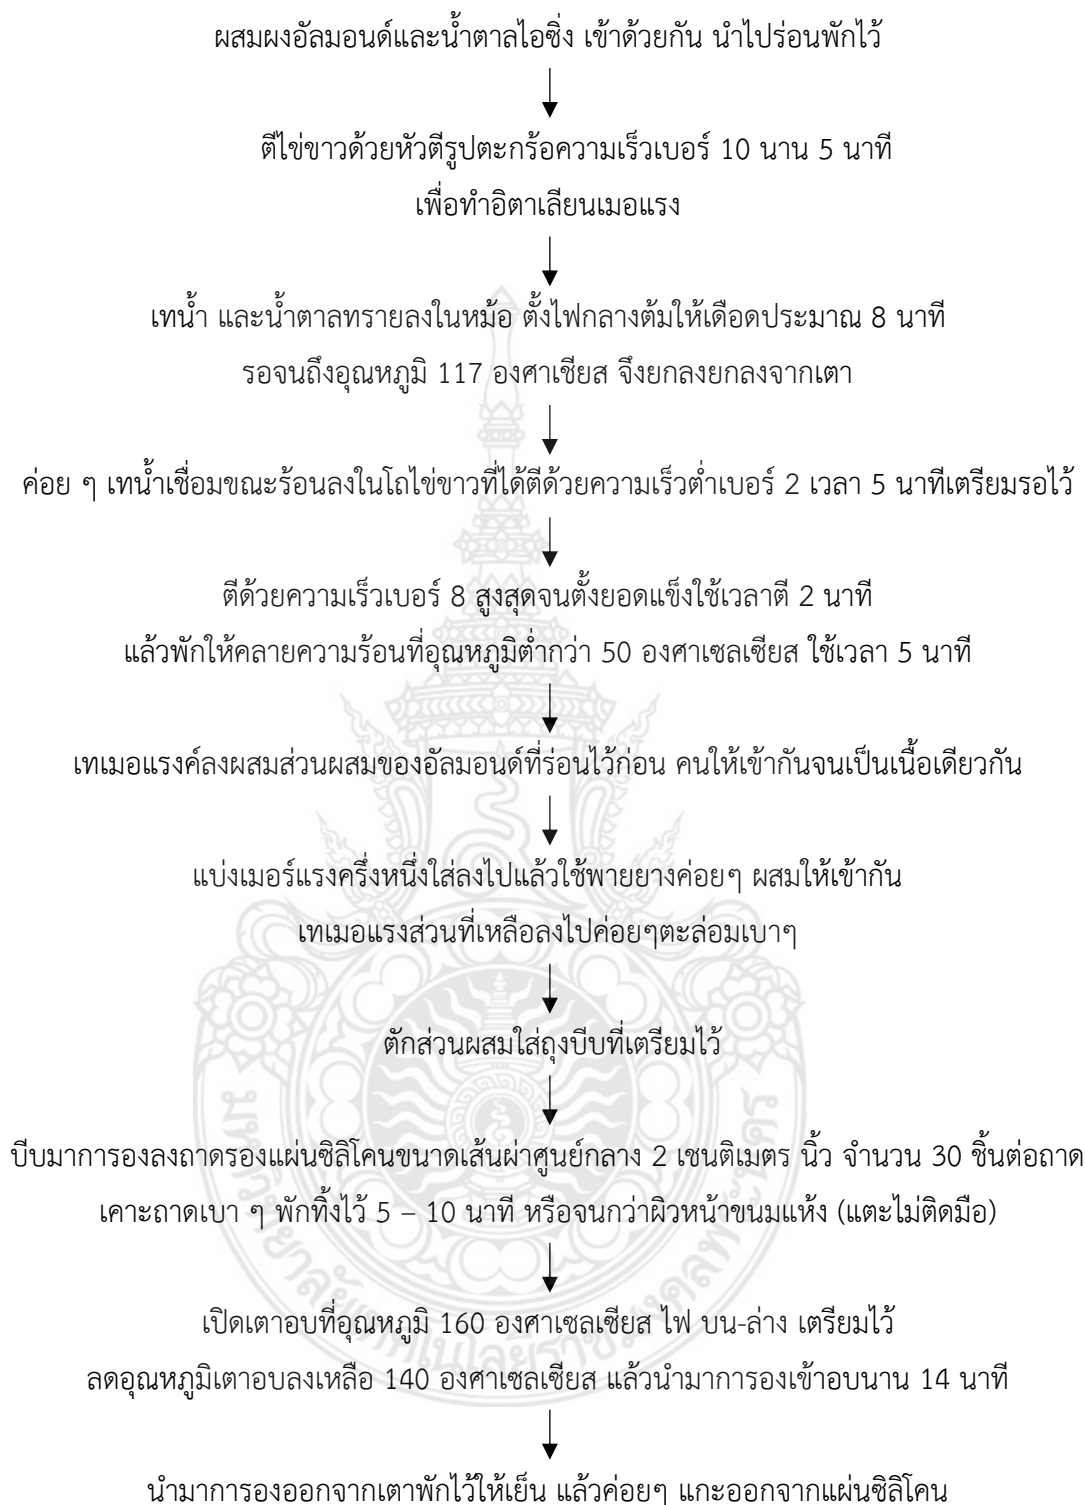 ผสมผงอัลมอนด์และน้ำตาลไอซิ่ง เข้าด้วยกัน นำไปร่อนพักไว้
ตีไข่ขาวด้วยหัวตีรูปตะกร้อความเร็วเบอร์ 10 นาน 5 นาที
เพื่อทำอิตาเลียนเมอแรง
เทน้ำ และน้ำตาลทรายลงในหม้อ ตั้งไฟกลางต้มให้เดือดประมาณ 8 นาที
รอจนถึงอุณหภูมิ 117 องศาเซียส จึงยกลงยกลงจากเตา
ค่อย ๆ เทน้ำเชื่อมขณะร้อนลงในโถไข่ขาวที่ได้ตีด้วยความเร็วต่ำเบอร์ 2 เวลา 5 นาทีเตรียมรอไว้
ตีด้วยความเร็วเบอร์ 8 สูงสุดจนตั้งยอดแข็งใช้เวลาตี 2 นาที
แล้วพักให้คลายความร้อนที่อุณหภูมิต่ำกว่า 50 องศาเซลเซียส ใช้เวลา 5 นาที
เทเมอแรงค์ลงผสมส่วนผสมของอัลมอนด์ที่ร่อนไว้ก่อน คนให้เข้ากันจนเป็นเนื้อเดียวกัน
แบ่งเมอร์แรงครึ่งหนึ่งใส่ลงไปแล้วใช้พายยางค่อยๆ ผสมให้เข้ากัน
เทเมอแรงส่วนที่เหลือลงไปค่อยๆตะล่อมเบาๆ
ตักส่วนผสมใส่ถุงบีบที่เตรียมไว้
บีบมาการองลงถาดรองแผ่นซิลิโคนขนาดเส้นผ่าศูนย์กลาง 2 เซนติเมตร นิ้ว จำนวน 30 ชิ้นต่อถาด
เคาะถาดเบา ๆ พักทิ้งไว้ 5 – 10 นาที หรือจนกว่าผิวหน้าขนมแห้ง (แตะไม่ติดมือ)
เปิดเตาอบที่อุณหภูมิ 160 องศาเซลเซียส ไฟ บน-ล่าง เตรียมไว้
ลดอุณหภูมิเตาอบลงเหลือ 140 องศาเซลเซียส แล้วนำมาการองเข้าอบนาน 14 นาที
นำมาการองออกจากเตาพักไว้ให้เย็น แล้วค่อยๆ แกะออกจากแผ่นซิลิโคน
มหาวิทยาลัยเทคโนโลยีราชมงคลพระนคร